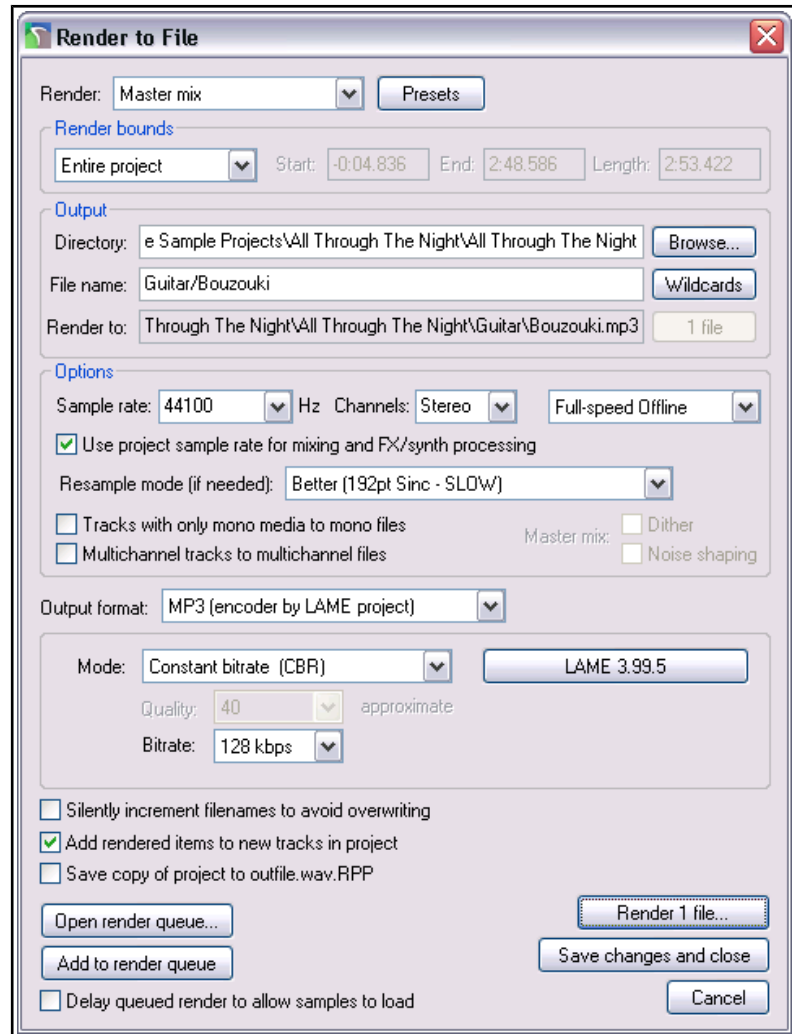 Render to File
Render: Master mix Presets
Render bounds
Entire project Start: -0:04.836 End: 2:48.586 Length: 2:53.422
Output
Directory: e Sample Projects\All Through The Night\All Through The Night Browse...
File name: Guitar/Bouzouki Wildcards
Render to: Through The Night\All Through The Night\Guitar\Bouzouki.mp3 1 file
Options
Sample rate: 44100 Hz Channels: Stereo Full-speed Offline
Use project sample rate for mixing and FX/synth processing
Resample mode (if needed): Better (192pt Sinc - SLOW)
Tracks with only mono media to mono files
Multichannel tracks to multichannel files
Master mix: Dither
Noise shaping
Output format: MP3 (encoder by LAME project)
Mode: Constant bitrate (CBR) LAME 3.99.5
Quality: 40 approximate
Bitrate: 128 kbps
Silently increment filenames to avoid overwriting
Add rendered items to new tracks in project
Save copy of project to outfile.wav.RPP
Open render queue... Render 1 file...
Add to render queue Save changes and close
Delay queued render to allow samples to load Cancel